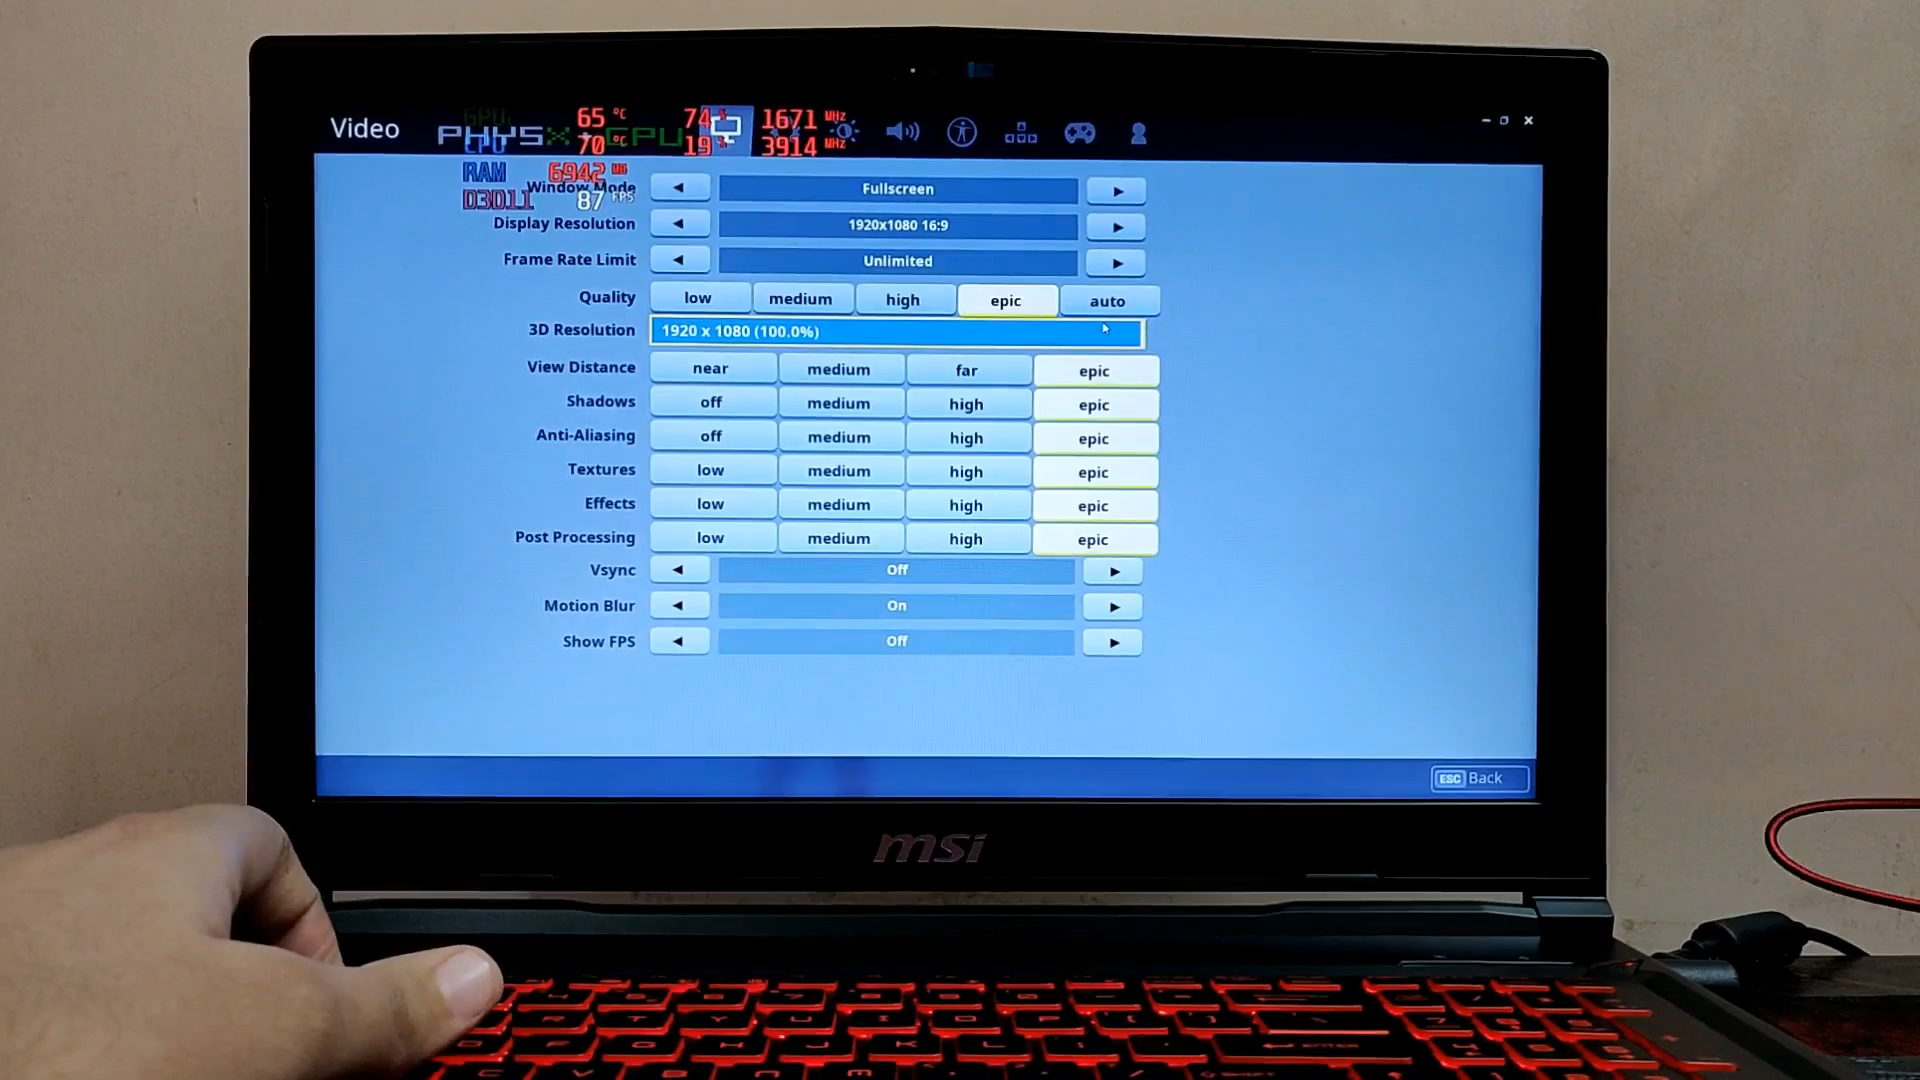 Video
GPU 65 °C 74 % 1671 MHz
PHYSX GPU
CPU 70 °C 19 3914 MHz
RAM 6942 MB
D3D11 87 FPS
Window Mode ◄ Fullscreen ►
Display Resolution ◄ 1920x1080 16:9 ►
Frame Rate Limit ◄ Unlimited ►
Quality low medium high epic auto
3D Resolution 1920 x 1080 (100.0%)
View Distance near medium far epic
Shadows off medium high epic
Anti-Aliasing off medium high epic
Textures low medium high epic
Effects low medium high epic
Post Processing low medium high epic
Vsync ◄ Off ►
Motion Blur ◄ On ►
Show FPS ◄ Off ►
ESC Back
msi